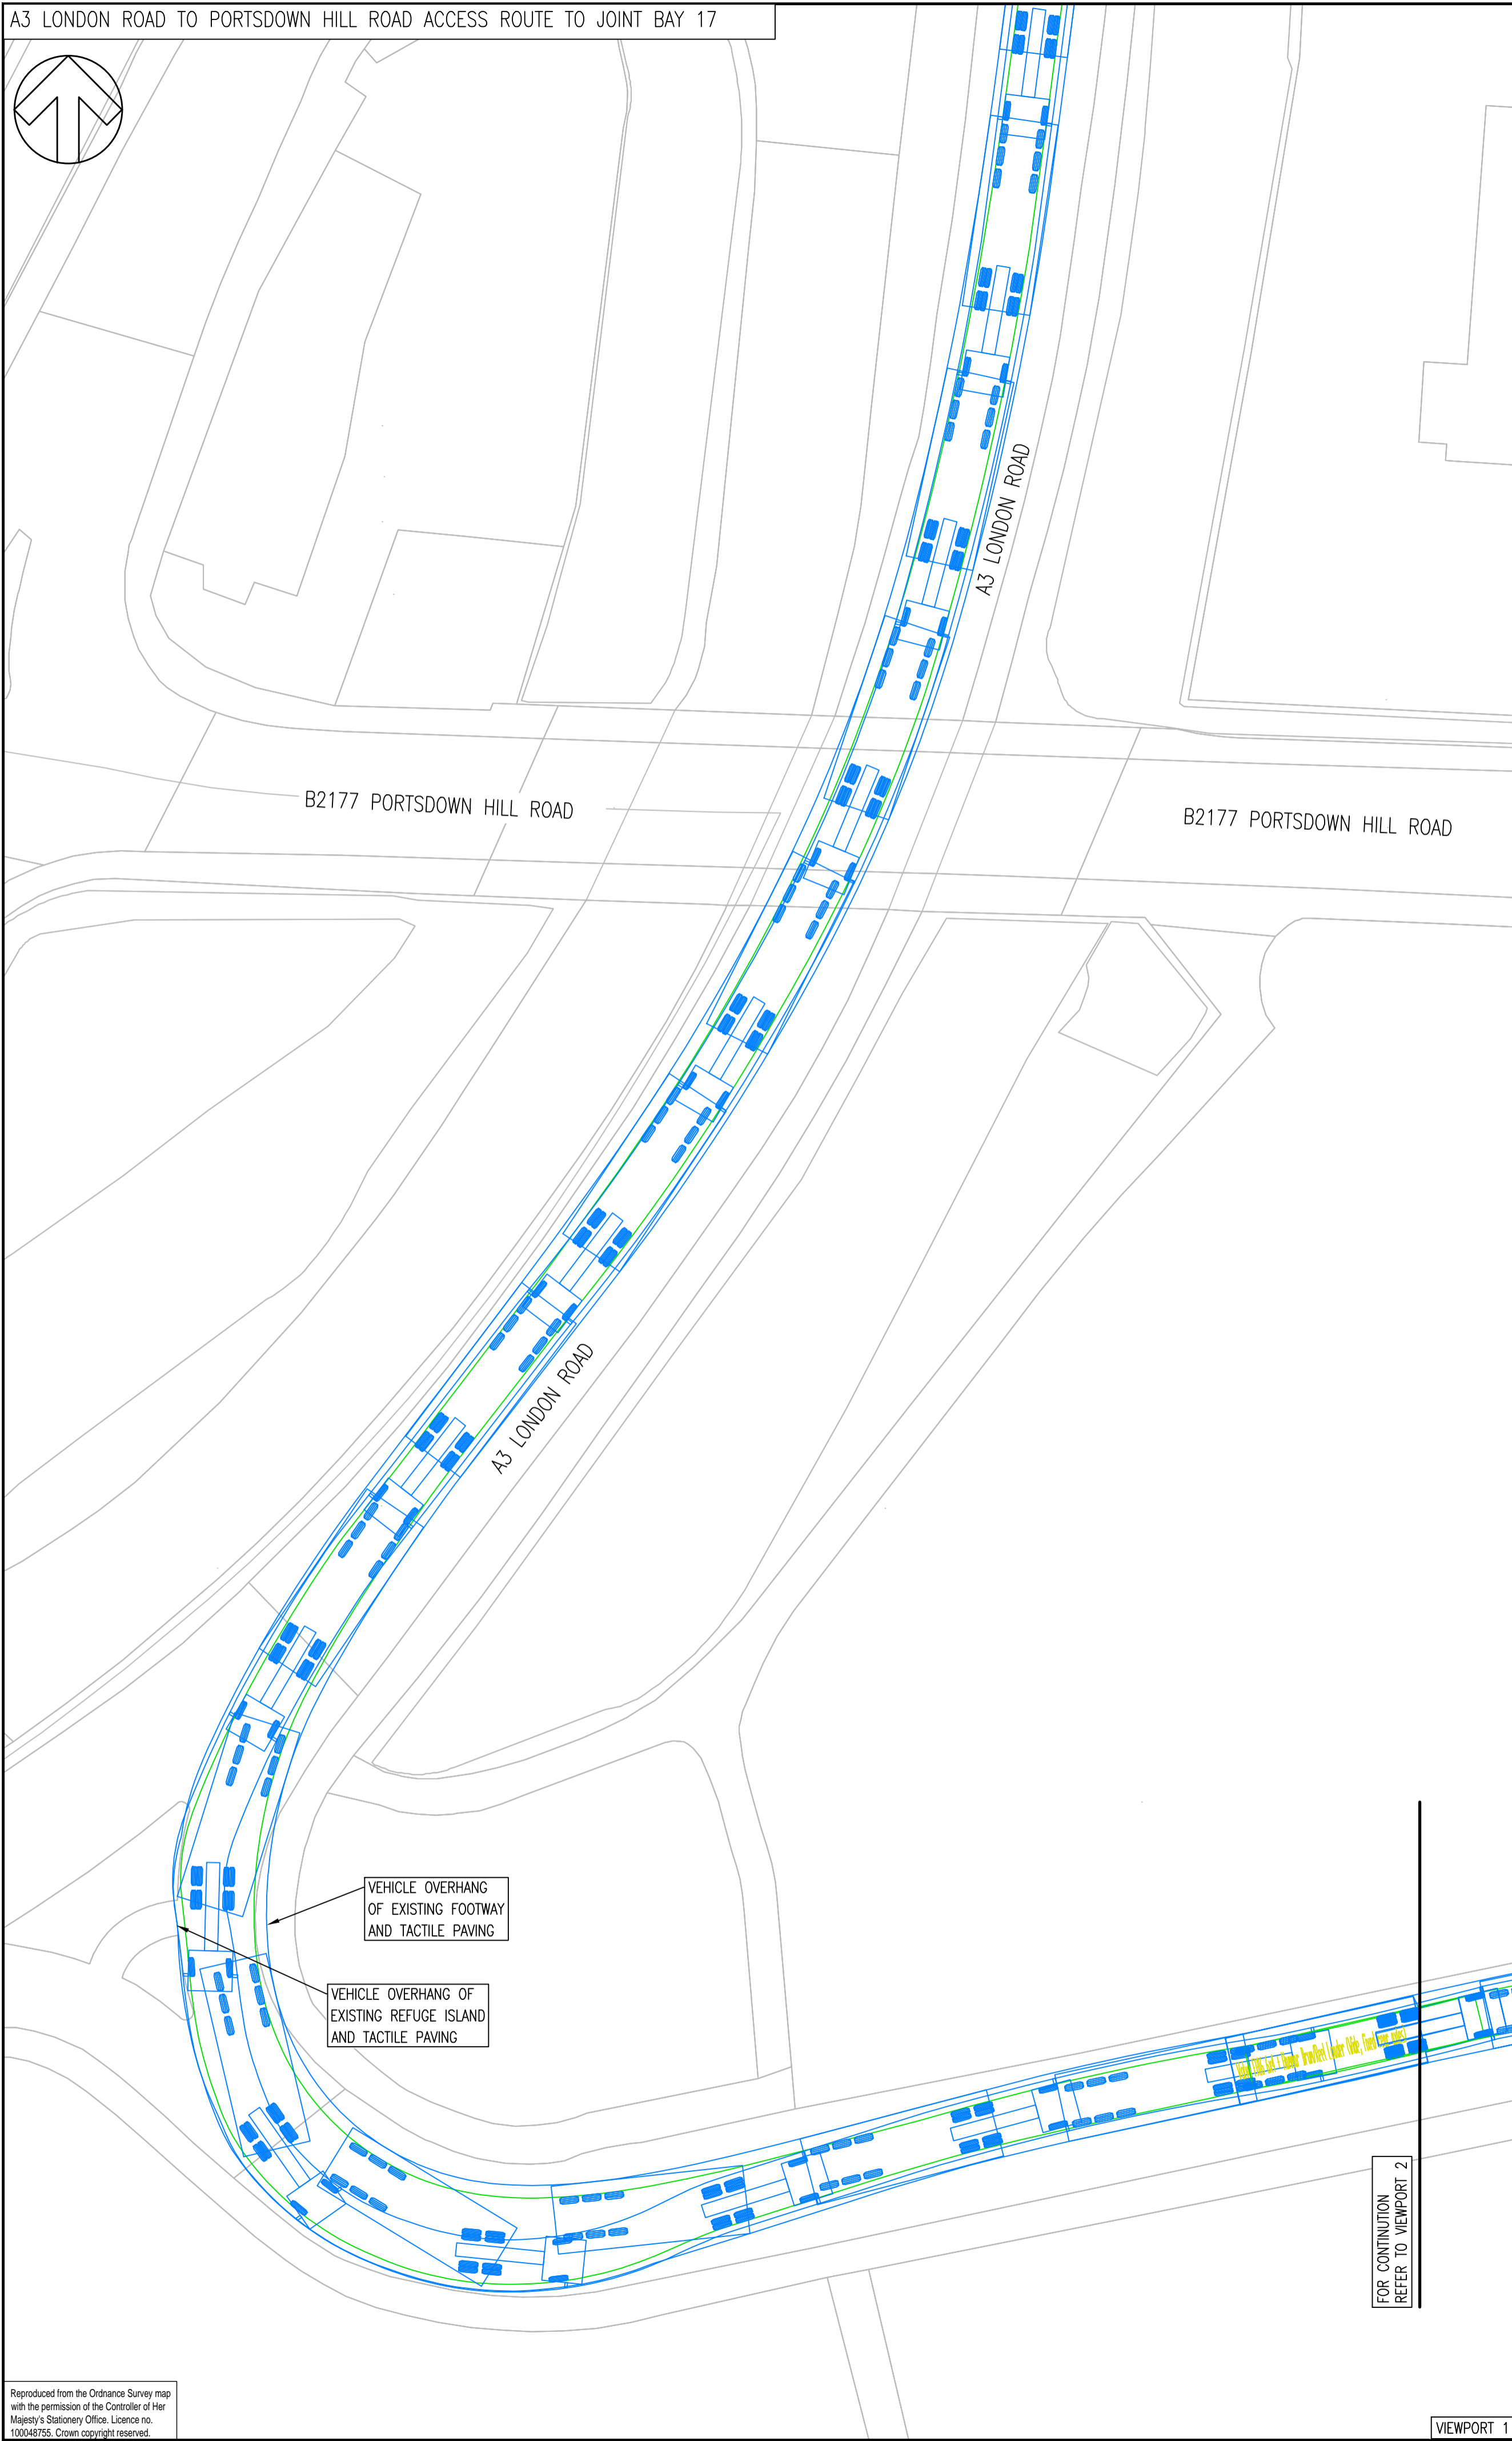 A3 LONDON ROAD TO PORTSDOWN HILL ROAD ACCESS ROUTE TO JOINT BAY 17
A3 LONDON ROAD
B2177 PORTSDOWN HILL ROAD
B2177 PORTSDOWN HILL ROAD
A3 LONDON ROAD
VEHICLE OVERHANG
OF EXISTING FOOTWAY
AND TACTILE PAVING
VEHICLE OVERHANG OF
EXISTING REFUGE ISLAND
AND TACTILE PAVING
FOR CONTINUTION
REFER TO VIEWPORT 2
Reproduced from the Ordnance Survey map
with the permission of the Controller of Her
Majesty's Stationery Office. Licence no.
100048755. Crown copyright reserved.
VIEWPORT 1